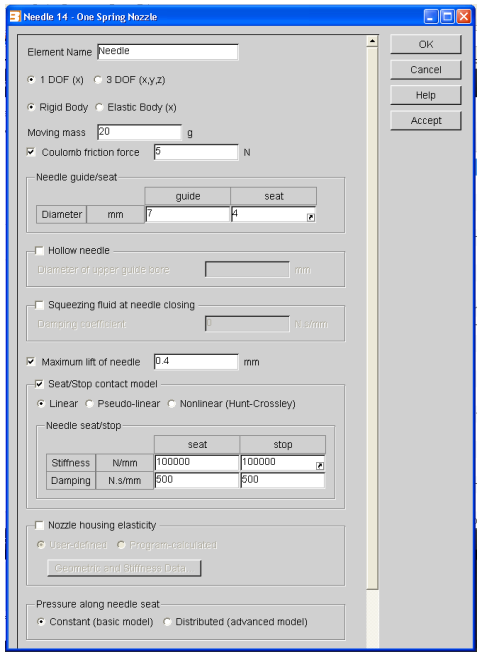 Needle 14 - One Spring Nozzle
Element Name Needle
1 DOF (x) 3 DOF (x,y,z)
Rigid Body Elastic Body (x)
Moving mass 20 g
Coulomb friction force 5 N
Needle guide/seat
guide seat
Diameter mm 7 4
Hollow needle
Diameter of upper guide bore mm
Squeezing fluid at needle closing
Damping coefficient 0 N.s/mm
Maximum lift of needle 0.4 mm
Seat/Stop contact model
Linear Pseudo-linear Nonlinear (Hunt-Crossley)
Needle seat/stop
seat stop
Stiffness N/mm 100000 100000
Damping N.s/mm 500 500
Nozzle housing elasticity
User-defined Program-calculated
Geometric and Stiffness Data...
Pressure along needle seat
Constant (basic model) Distributed (advanced model)
OK
Cancel
Help
Accept